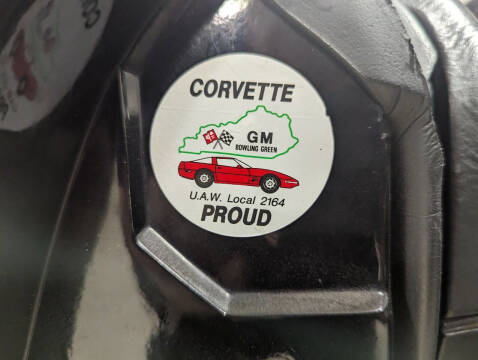 CORVETTE
GM
BOWLING GREEN
U.A.W. Local 2164
PROUD